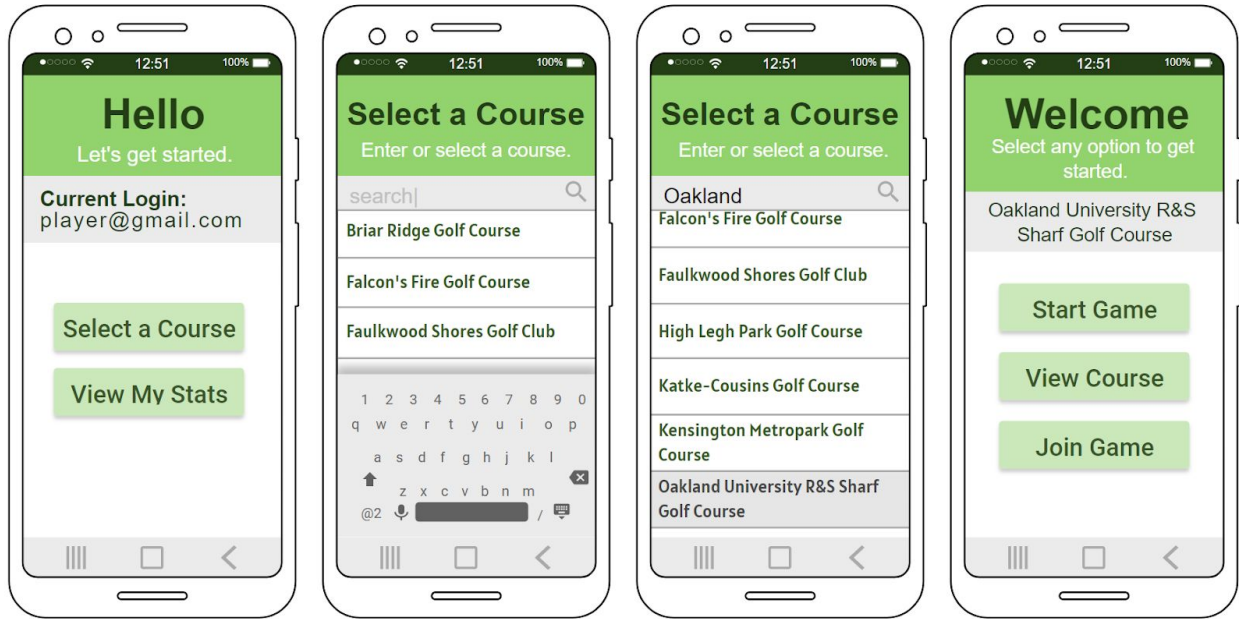 12:51
100%
Hello
Let's get started.
Current Login:
player@gmail.com
Select a Course
View My Stats
12:51
100%
Select a Course
Enter or select a course.
search
Briar Ridge Golf Course
Falcon's Fire Golf Course
Faulkwood Shores Golf Club
1 2 3 4 5 6 7 8 9 0
q w e r t y u i o p
a s d f g h j k l
z x c v b n m
@2 /
12:51
100%
Select a Course
Enter or select a course.
Oakland
Falcon's Fire Golf Course
Faulkwood Shores Golf Club
High Legh Park Golf Course
Katke-Cousins Golf Course
Kensington Metropark Golf
Course
Oakland University R&S Sharf
Golf Course
12:51
100%
Welcome
Select any option to get
started.
Oakland University R&S
Sharf Golf Course
Start Game
View Course
Join Game